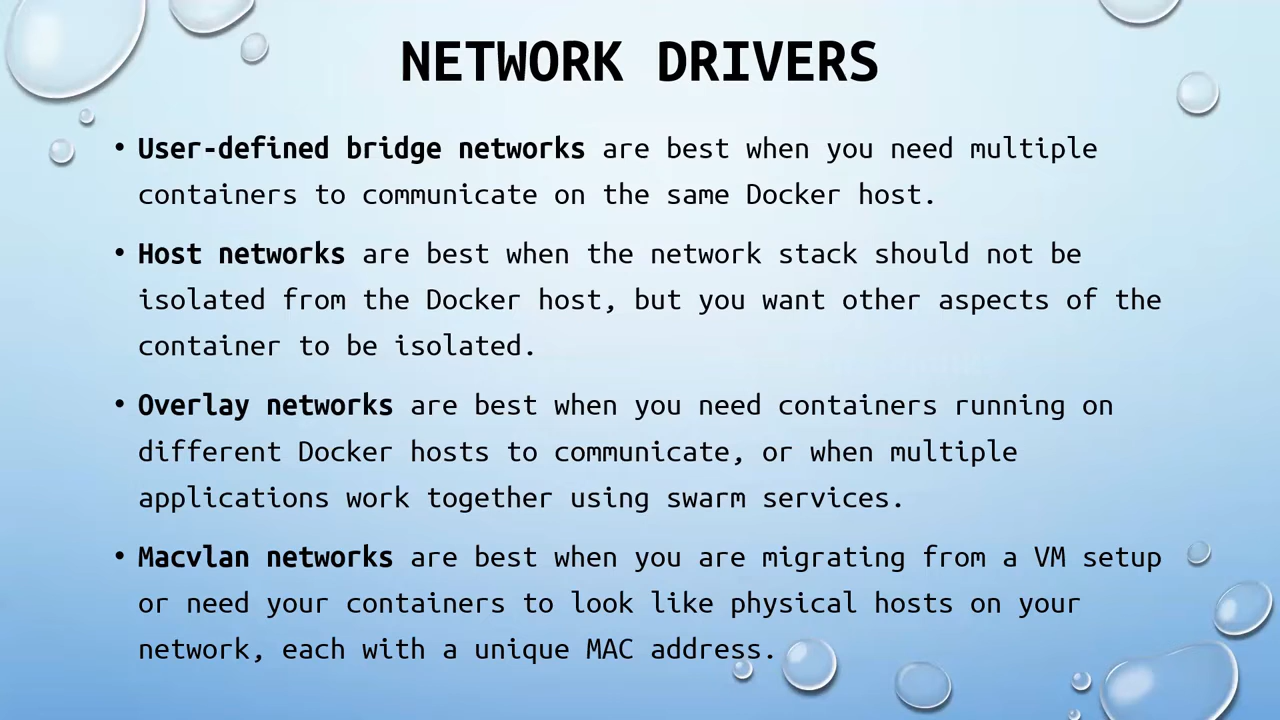 NETWORK DRIVERS
• User-defined bridge networks are best when you need multiple
containers to communicate on the same Docker host.
• Host networks are best when the network stack should not be
isolated from the Docker host, but you want other aspects of the
container to be isolated.
• Overlay networks are best when you need containers running on
different Docker hosts to communicate, or when multiple
applications work together using swarm services.
• Macvlan networks are best when you are migrating from a VM setup
or need your containers to look like physical hosts on your
network, each with a unique MAC address.